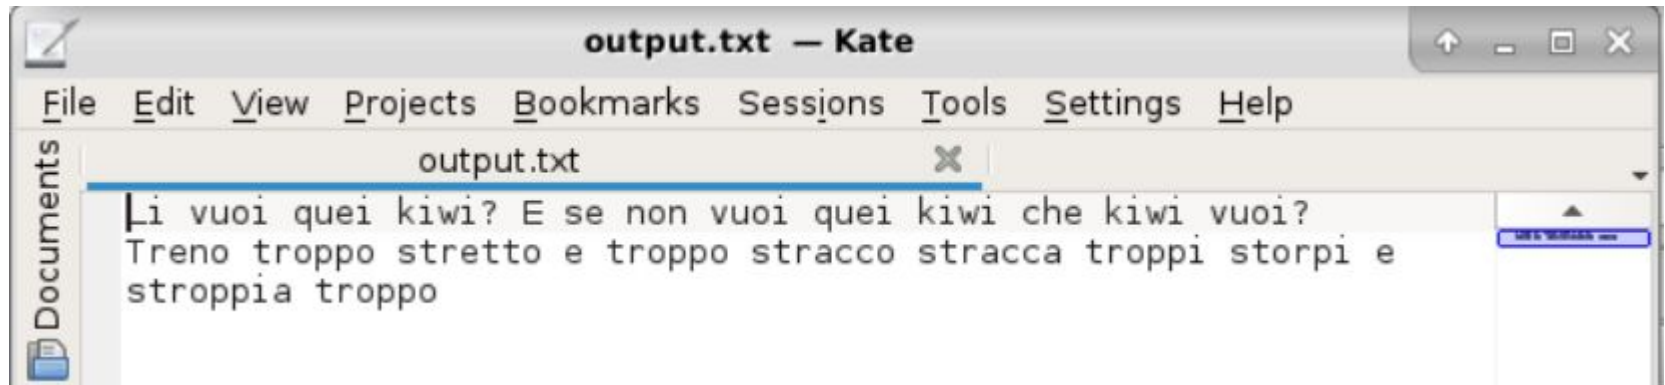 output.txt — Kate
File Edit View Projects Bookmarks Sessions Tools Settings Help
output.txt
Documents
Li vuoi quei kiwi? E se non vuoi quei kiwi che kiwi vuoi?
Treno troppo stretto e troppo stracco stracca troppi storpi e
stroppia troppo